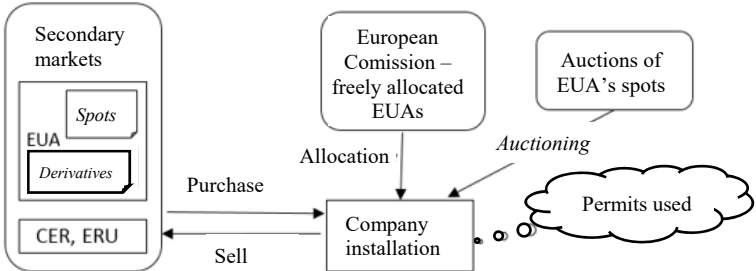 Secondary
markets
Spots
EUA
Derivatives
CER, ERU
European
Comission –
freely allocated
EUAs
Auctions of
EUA’s spots
Allocation
Auctioning
Purchase
Sell
Company
installation
Permits used